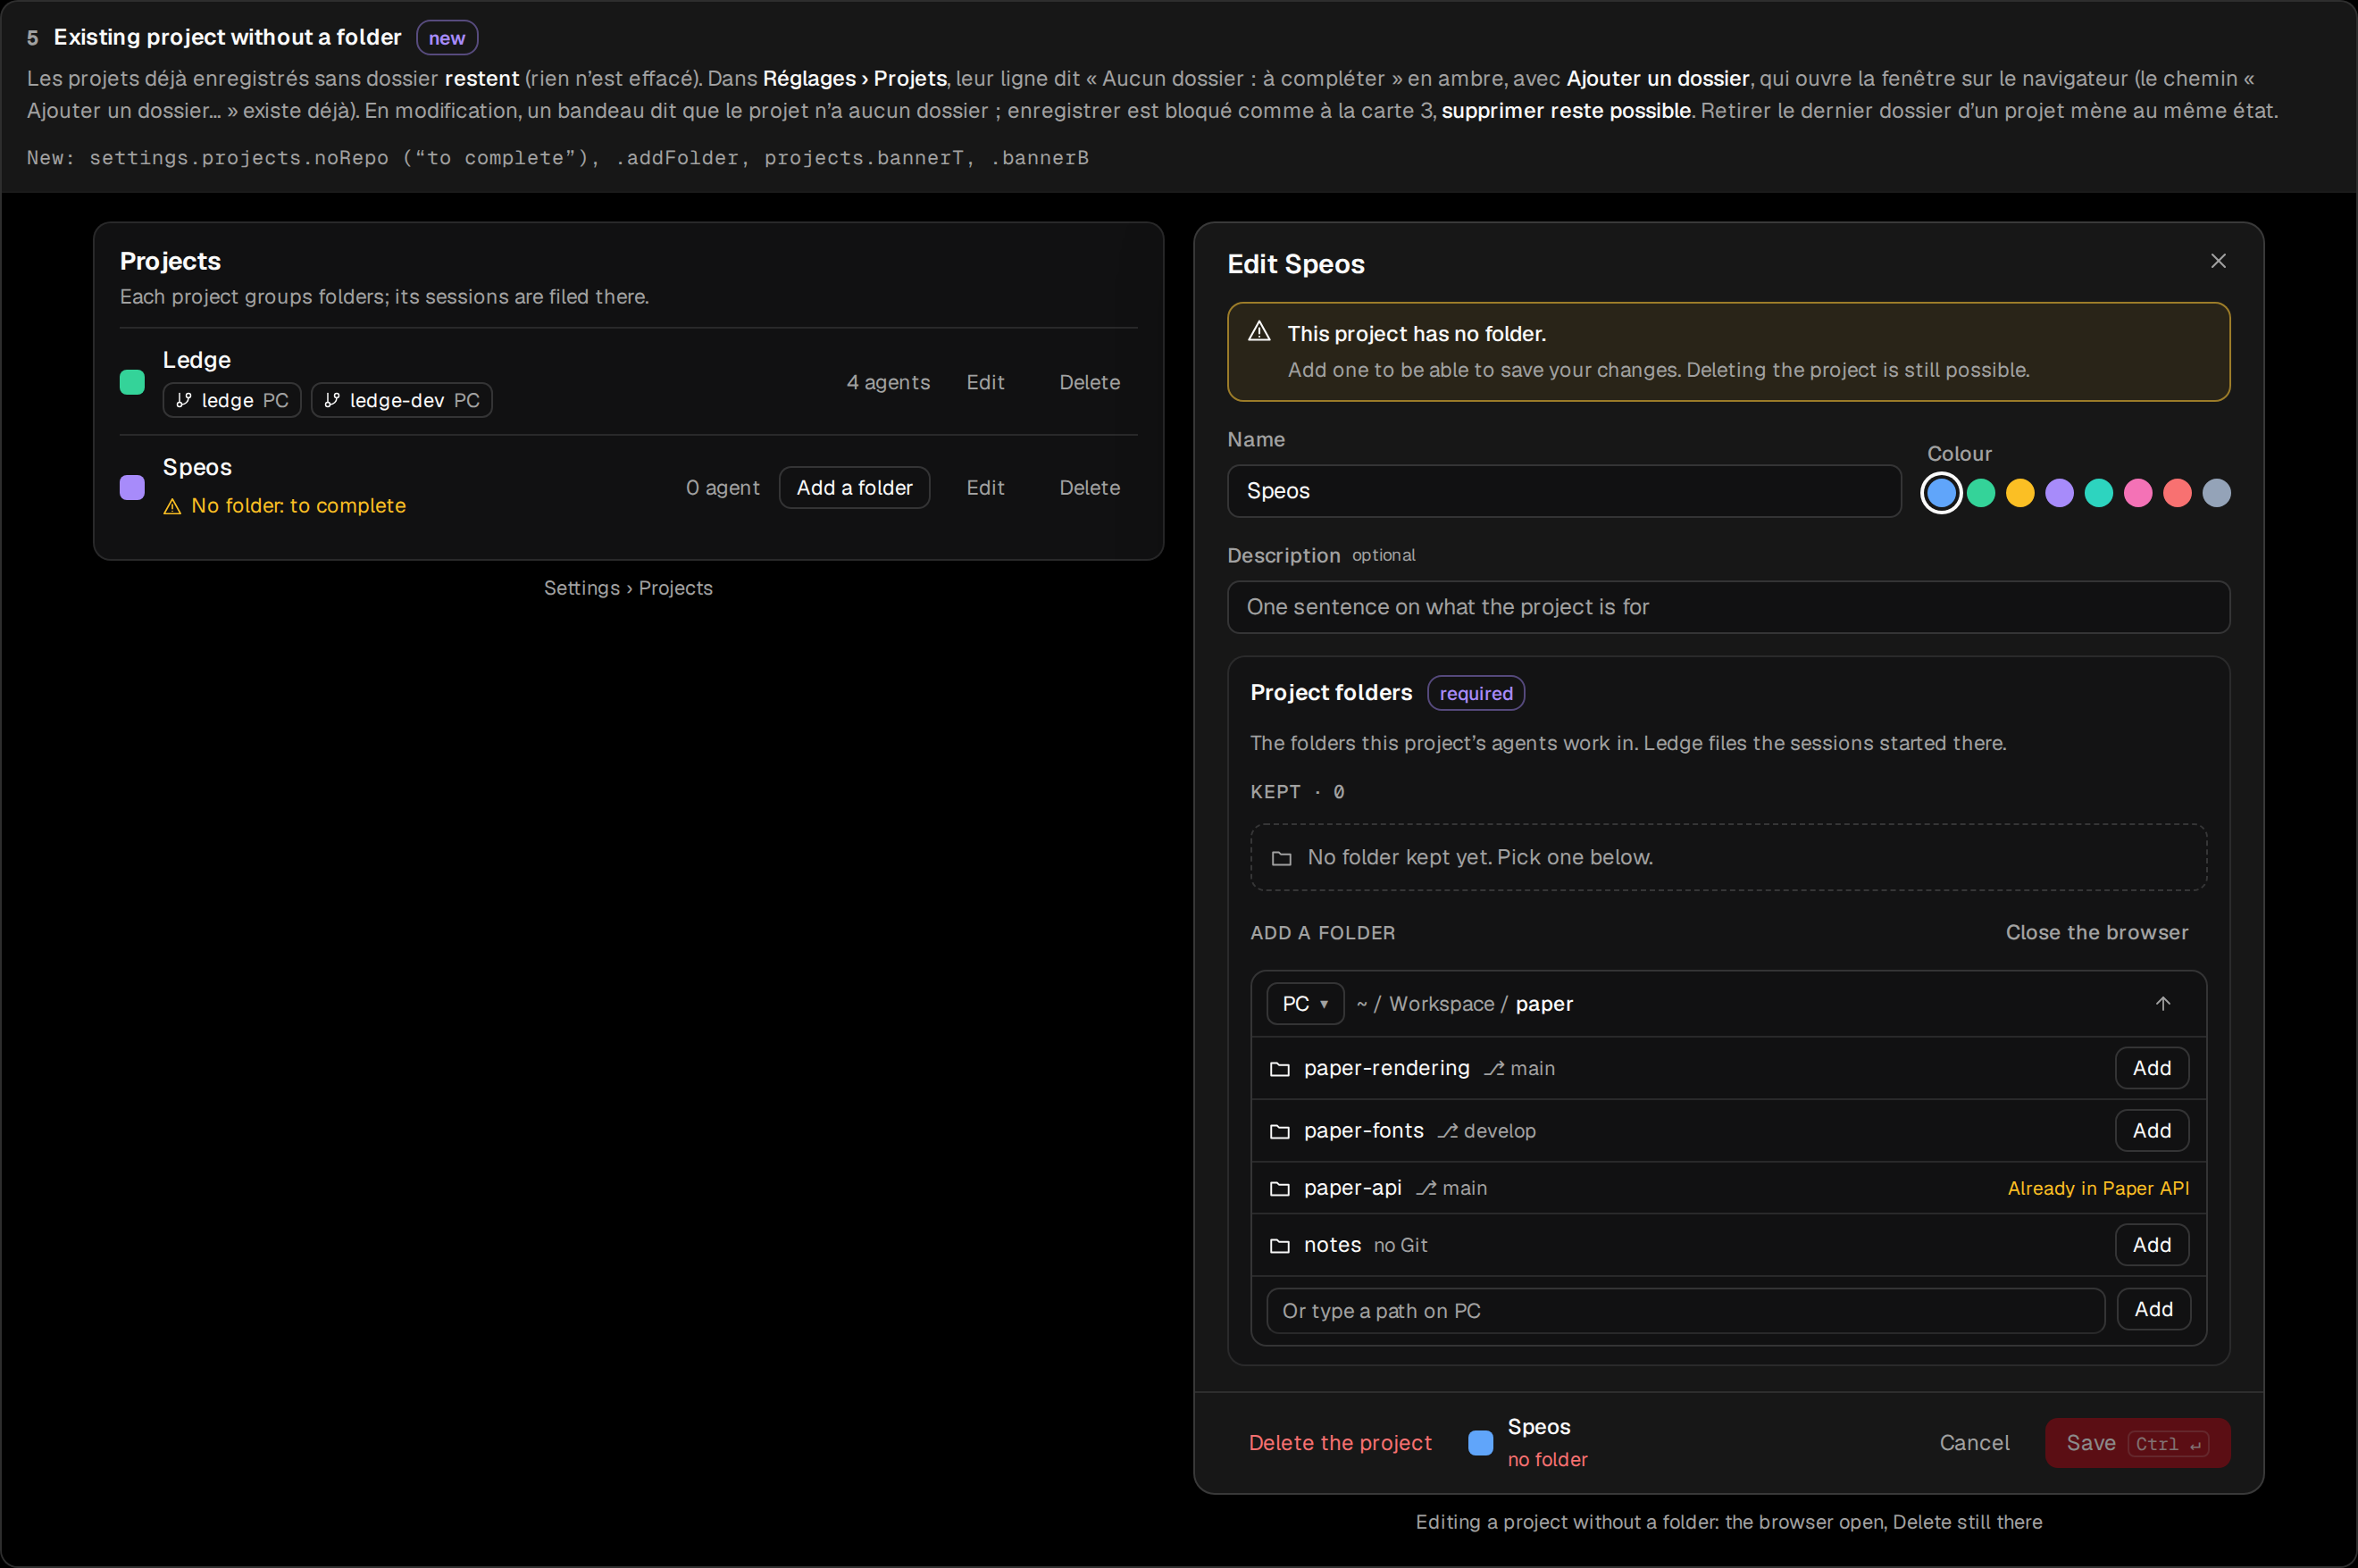 5 Existing project without a folder new
Les projets déjà enregistrés sans dossier restent (rien n’est effacé). Dans Réglages › Projets, leur ligne dit « Aucun dossier : à compléter » en ambre, avec Ajouter un dossier, qui ouvre la fenêtre sur le navigateur (le chemin «
Ajouter un dossier… » existe déjà). En modification, un bandeau dit que le projet n’a aucun dossier ; enregistrer est bloqué comme à la carte 3, supprimer reste possible. Retirer le dernier dossier d’un projet mène au même état.
New: settings.projects.noRepo (“to complete”), .addFolder, projects.bannerT, .bannerB
Projects
Each project groups folders; its sessions are filed there.
Ledge
ledge PC ledge-dev PC
4 agents Edit Delete
Speos
No folder: to complete
0 agent Add a folder Edit Delete
Settings › Projects
Edit Speos
This project has no folder.
Add one to be able to save your changes. Deleting the project is still possible.
Name
Speos
Colour
Description optional
One sentence on what the project is for
Project folders required
The folders this project’s agents work in. Ledge files the sessions started there.
KEPT · 0
No folder kept yet. Pick one below.
ADD A FOLDER Close the browser
PC ▾ ~ / Workspace / paper ↑
paper-rendering ⎇ main Add
paper-fonts ⎇ develop Add
paper-api ⎇ main Already in Paper API
notes no Git Add
Or type a path on PC Add
Delete the project
Speos
no folder
Cancel Save Ctrl ↵
Editing a project without a folder: the browser open, Delete still there